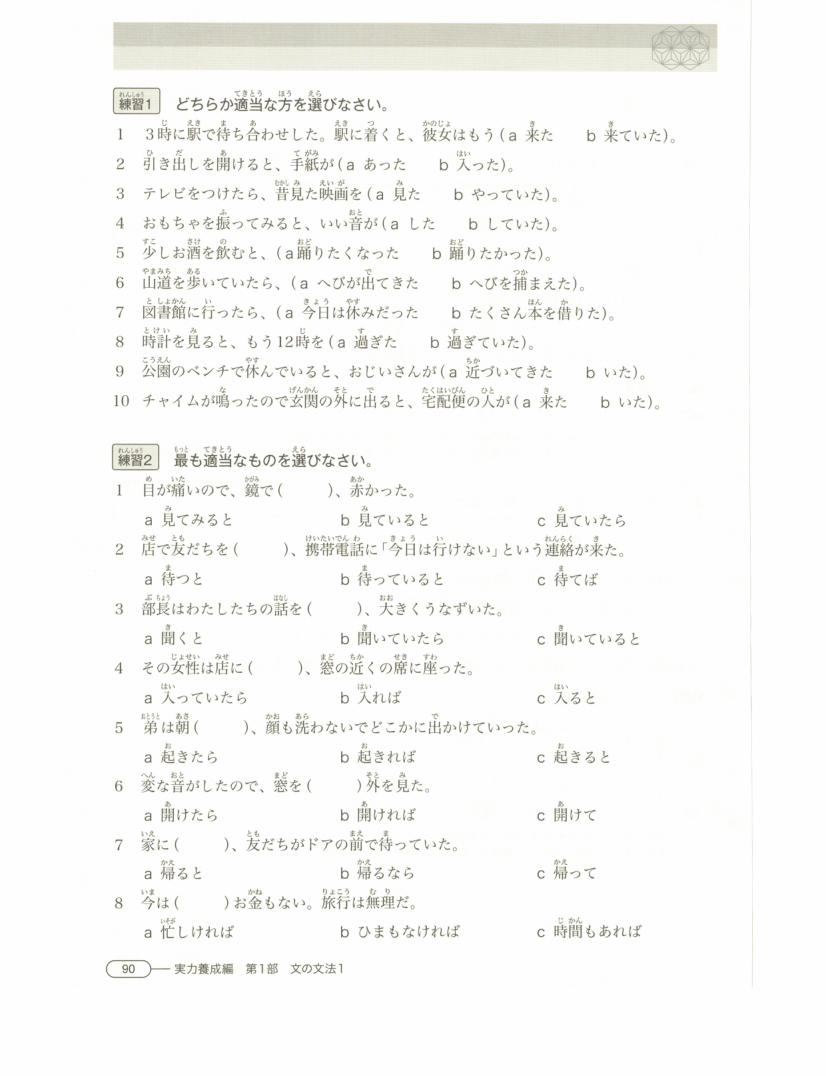 練習1 どちらか適当な方を選びなさい。
1 3時に駅で待ち合わせした。駅に着くと、彼女はもう(a 来た b 来ていた)。
2 引き出しを開けると、手紙が(a あった b 入った)。
3 テレビをつけたら、昔見た映画を(a 見た b やっていた)。
4 おもちゃを振ってみると、いい音が(a した b していた)。
5 少しお酒を飲むと、(a 踊りたくなった b 踊りたかった)。
6 山道を歩いていたら、(a へびが出てきた b へびを捕まえた)。
7 図書館に行ったら、(a 今日は休みだった b たくさん本を借りた)。
8 時計を見ると、もう12時を(a 過ぎた b 過ぎていた)。
9 公園のベンチで休んでいると、おじいさんが(a 近づいてきた b いた)。
10 チャイムが鳴ったので玄関の外に出ると、宅配便の人が(a 来た b いた)。
練習2 最も適当なものを選びなさい。
1 目が痛いので、鏡で( )、赤かった。
a 見てみると b 見ていると c 見ていたら
2 店で友だちを( )、携帯電話に「今日は行けない」という連絡が来た。
a 待つと b 待っていると c 待てば
3 部長はわたしたちの話を( )、大きくうなずいた。
a 聞くと b 聞いていたら c 聞いていると
4 その女性は店に( )、窓の近くの席に座った。
a 入っていたら b 入れば c 入ると
5 弟は朝( )、顔も洗わないでどこかに出かけていった。
a 起きたら b 起きれば c 起きると
6 変な音がしたので、窓を( )外を見た。
a 開けたら b 開ければ c 開けて
7 家に( )、友だちがドアの前で待っていた。
a 帰ると b 帰るなら c 帰って
8 今は( )お金もない。旅行は無理だ。
a 忙しければ b ひまもなければ c 時間もあれば
90 実力養成編 第1部 文の文法1